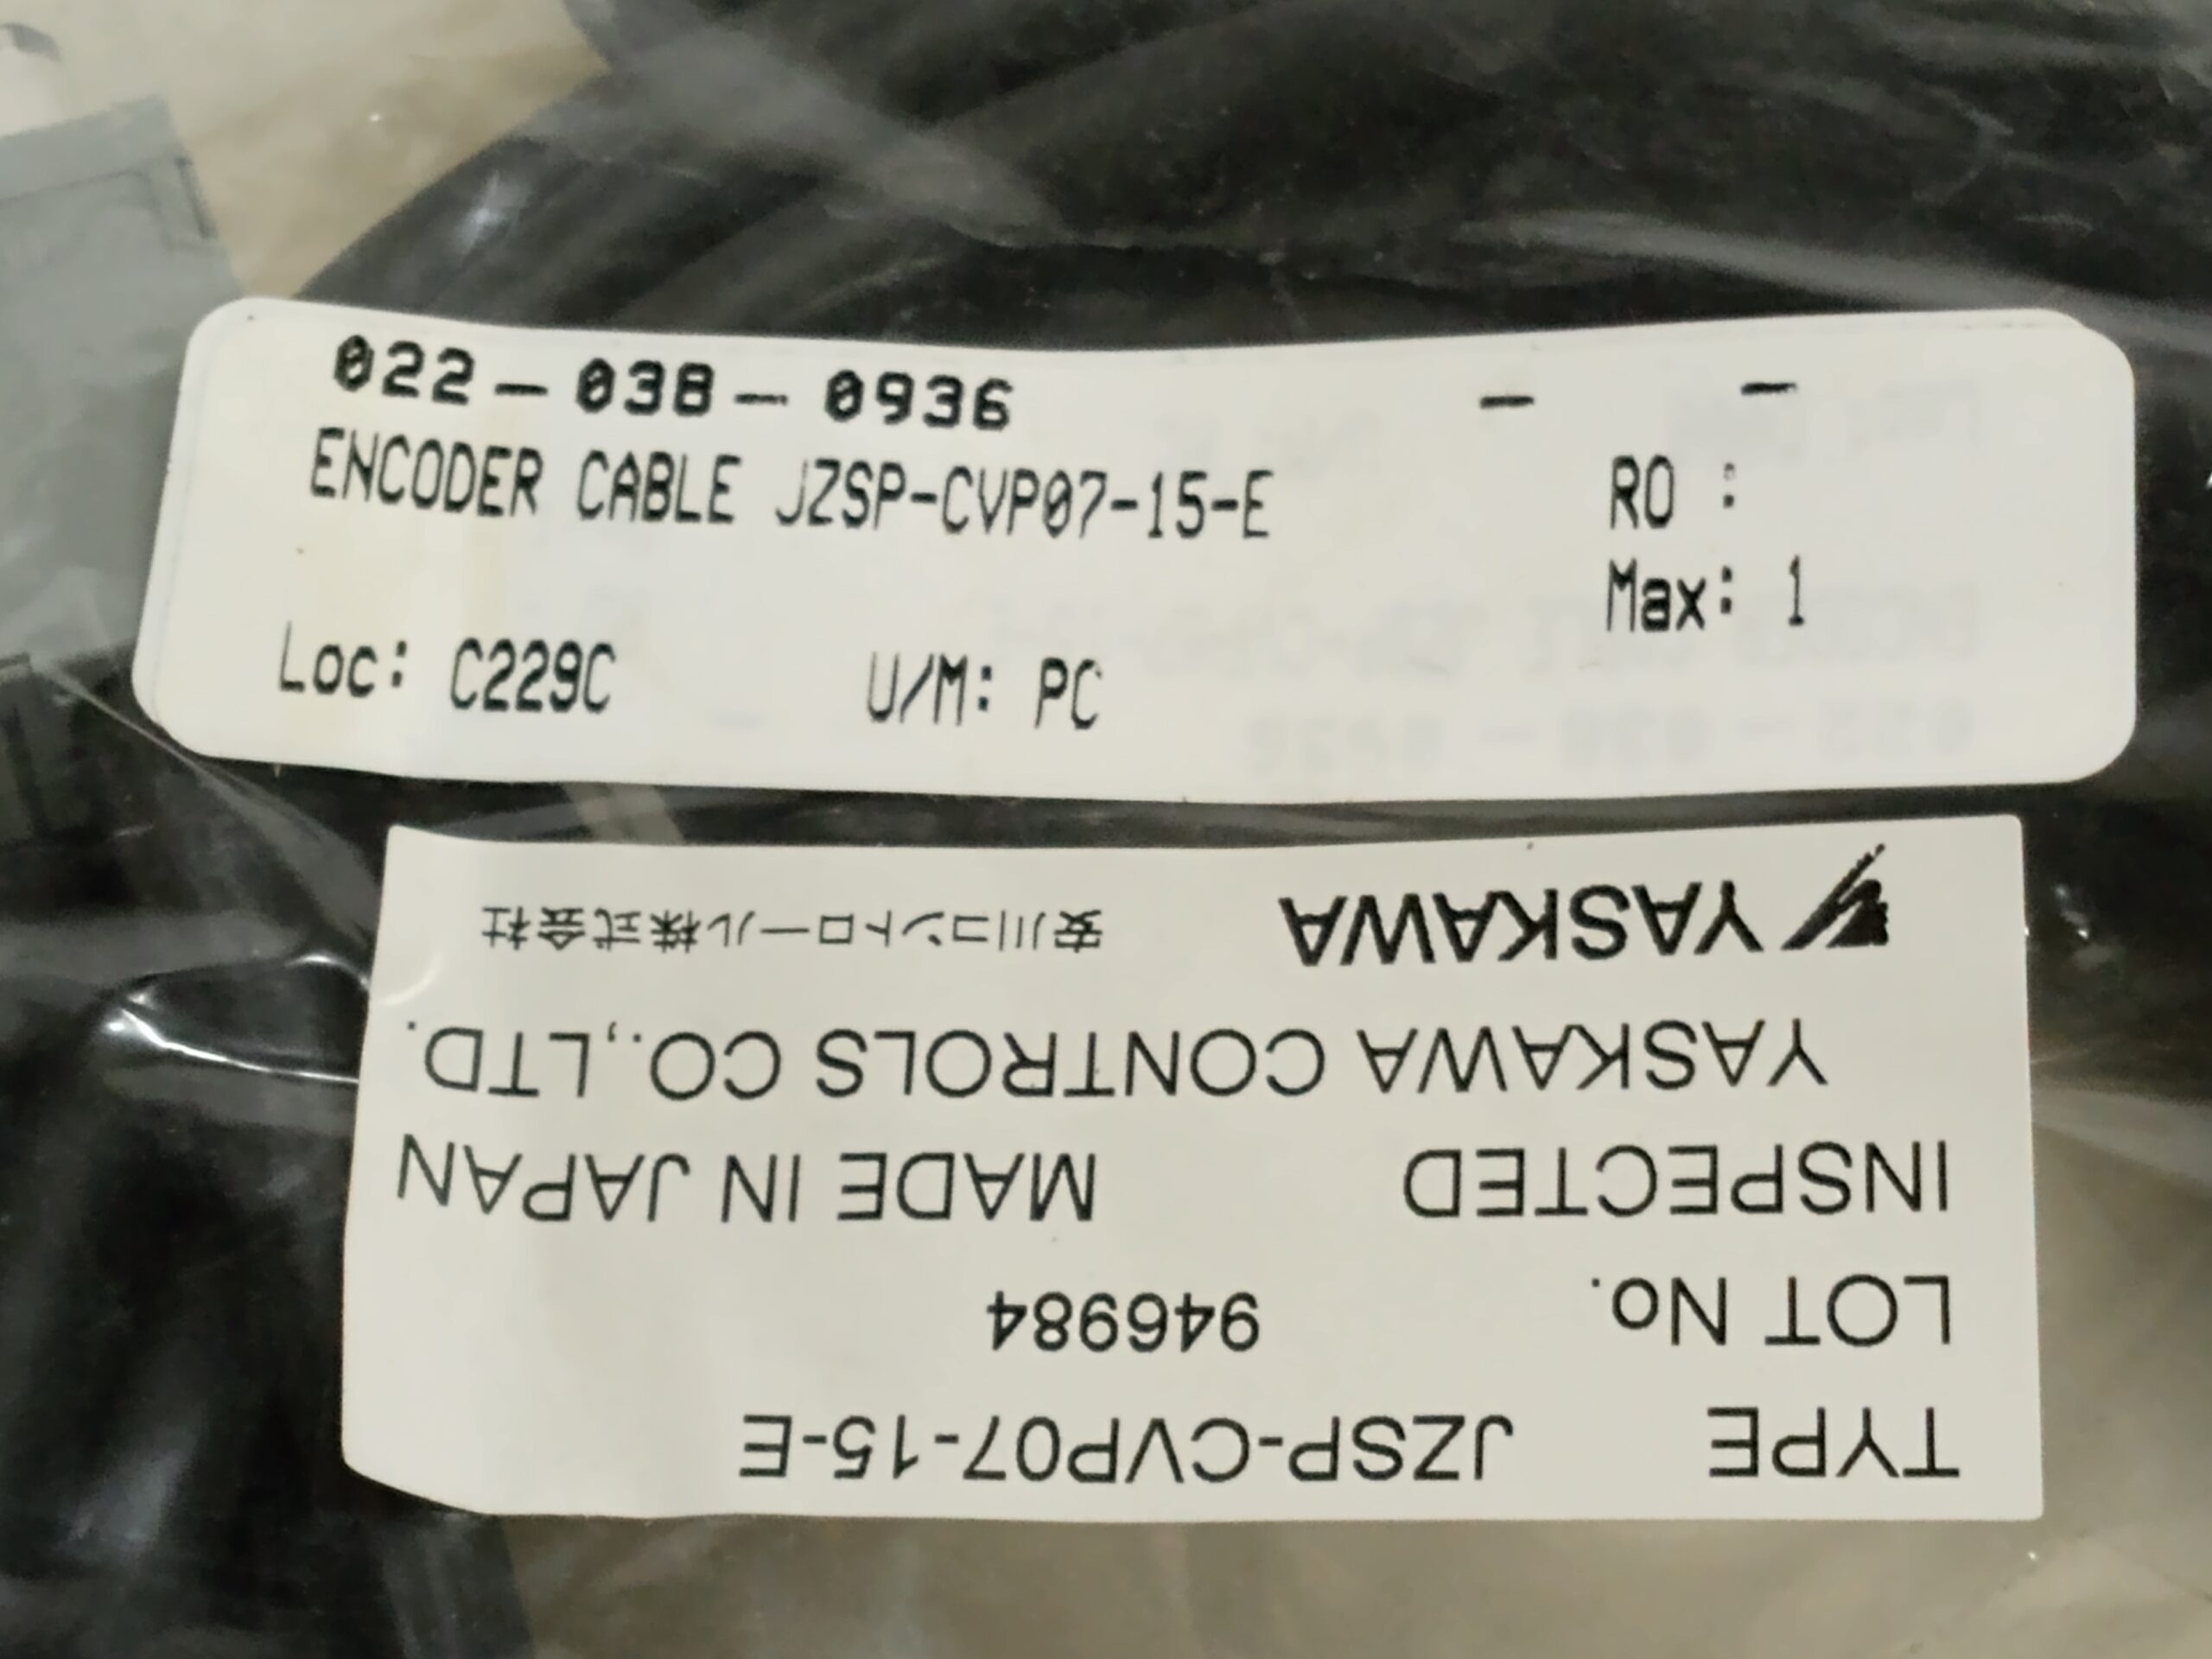 022-038-0936 - -
ENCODER CABLE JZSP-CVP07-15-E
RO :
Max: 1
Loc: C229C U/M: PC
YASKAWA 安川コントロール株式会社
YASKAWA CONTROLS CO.,LTD.
INSPECTED MADE IN JAPAN
LOT No. 946984
TYPE JZSP-CVP07-15-E